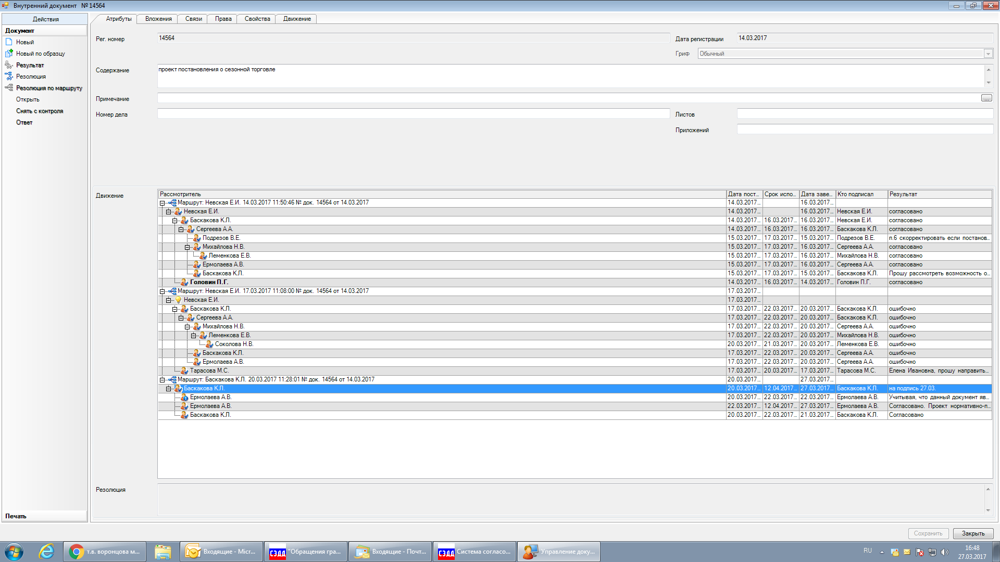 Внутренний документ № 14564
Действия
Документ
Новый
Новый по образцу
Результат
Резолюция
Резолюция по маршруту
Открыть
Снять с контроля
Ответ
Печать
Атрибуты Вложения Связи Права Свойства Движение
Рег. номер 14564 Дата регистрации 14.03.2017
Гриф Обычный
Содержание проект постановления о сезонной торговле
Примечание ...
Номер дела Листов
Приложений
Движение
Рассмотритель Дата пост... Срок испо... Дата заве... Кто подписал Результат
Маршрут: Невская Е.И. 14.03.2017 11:50:46 № док. 14564 от 14.03.2017 14.03.2017... 16.03.2017...
Невская Е.И. 14.03.2017... 16.03.2017... Невская Е.И. согласовано
Баскакова К.Л. 14.03.2017... 16.03.2017... 16.03.2017... Невская Е.И. согласовано
Сергеева А.А. 14.03.2017... 16.03.2017... 16.03.2017... Баскакова К.Л. согласовано
Подрезов В.Е. 15.03.2017... 17.03.2017... 15.03.2017... Подрезов В.Е. п.6 скорректировать если постанов...
Михайлова Н.В. 15.03.2017... 17.03.2017... 16.03.2017... Сергеева А.А. согласовано
Леменкова Е.В. 15.03.2017... 17.03.2017... 16.03.2017... Михайлова Н.В. согласовано
Ермолаева А.В. 15.03.2017... 17.03.2017... 16.03.2017... Сергеева А.А. согласовано
Баскакова К.Л. 15.03.2017... 17.03.2017... 15.03.2017... Баскакова К.Л. Прошу рассмотреть возможность о...
Головин П.Г. 14.03.2017... 16.03.2017... 14.03.2017... Головин П.Г. согласовано
Маршрут: Невская Е.И. 17.03.2017 11:08:00 № док. 14564 от 14.03.2017 17.03.2017...
Невская Е.И. 17.03.2017...
Баскакова К.Л. 17.03.2017... 22.03.2017... 20.03.2017... Баскакова К.Л. ошибочно
Сергеева А.А. 17.03.2017... 22.03.2017... 20.03.2017... Баскакова К.Л. ошибочно
Михайлова Н.В. 17.03.2017... 22.03.2017... 20.03.2017... Сергеева А.А. ошибочно
Леменкова Е.В. 17.03.2017... 22.03.2017... 20.03.2017... Михайлова Н.В. ошибочно
Соколова Н.В. 20.03.2017... 21.03.2017... 20.03.2017... Леменкова Е.В. ошибочно
Баскакова К.Л. 17.03.2017... 22.03.2017... 20.03.2017... Сергеева А.А. ошибочно
Ермолаева А.В. 17.03.2017... 22.03.2017... 20.03.2017... Сергеева А.А. ошибочно
Тарасова М.С. 17.03.2017... 20.03.2017... 17.03.2017... Тарасова М.С. Елена Ивановна, прошу направить...
Маршрут: Баскакова К.Л. 20.03.2017 11:28:01 № док. 14564 от 14.03.2017 20.03.2017... 27.03.2017...
Баскакова К.Л. 20.03.2017... 12.04.2017... 27.03.2017... Баскакова К.Л. на подпись 27.03.
Ермолаева А.В. 20.03.2017... 22.03.2017... 22.03.2017... Ермолаева А.В. Учитывая, что данный документ яв...
Ермолаева А.В. 22.03.2017... 12.04.2017... 27.03.2017... Ермолаева А.В. Согласовано. Проект нормативно-п...
Баскакова К.Л. 20.03.2017... 22.03.2017... 21.03.2017... Баскакова К.Л. Согласовано
Резолюция
Сохранить Закрыть
т.в. воронцова м... Входящие - Micr... СЭДД "Обращения гра... Входящие - Почт... СЭДД Система согласо... Управление доку... RU 16:48
27.03.2017